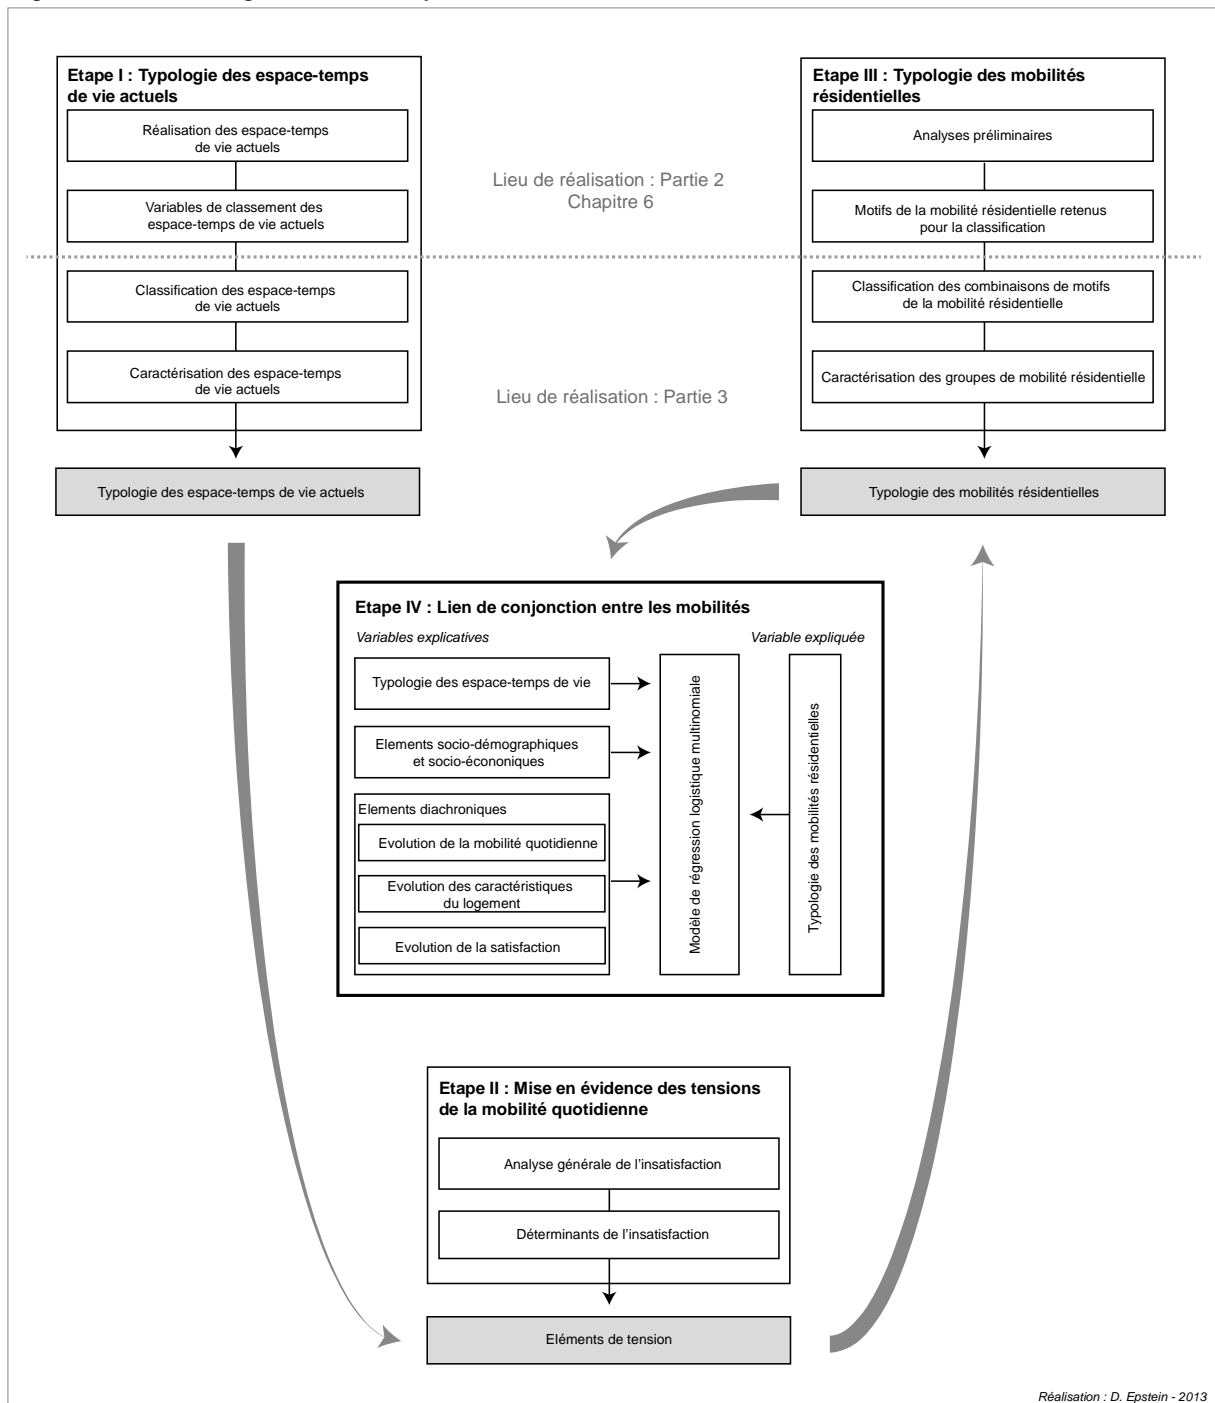 Etape I : Typologie des espace-temps
de vie actuels
Réalisation des espace-temps
de vie actuels
Variables de classement des
espace-temps de vie actuels
Classification des espace-temps
de vie actuels
Caractérisation des espace-temps
de vie actuels
Typologie des espace-temps de vie actuels
Lieu de réalisation : Partie 2
Chapitre 6
Lieu de réalisation : Partie 3
Etape III : Typologie des mobilités
résidentielles
Analyses préliminaires
Motifs de la mobilité résidentielle retenus
pour la classification
Classification des combinaisons de motifs
de la mobilité résidentielle
Caractérisation des groupes de mobilité résidentielle
Typologie des mobilités résidentielles
Etape IV : Lien de conjonction entre les mobilités
Variables explicatives
Variable expliquée
Typologie des espace-temps de vie
Elements socio-démographiques
et socio-écononiques
Elements diachroniques
Evolution de la mobilité quotidienne
Evolution des caractéristiques
du logement
Evolution de la satisfaction
Modèle de régression logistique multinomiale
Typologie des mobilités résidentielles
Etape II : Mise en évidence des tensions
de la mobilité quotidienne
Analyse générale de l'insatisfaction
Déterminants de l'insatisfaction
Eléments de tension
Réalisation : D. Epstein - 2013